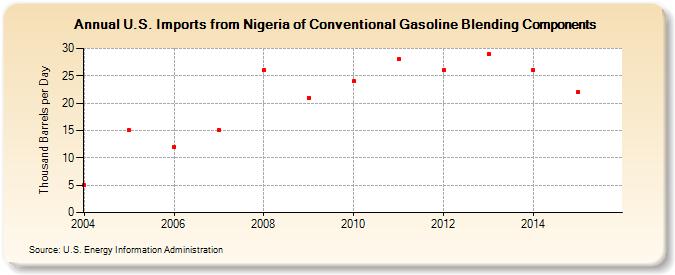 Annual U.S. Imports from Nigeria of Conventional Gasoline Blending Components
Thousand Barrels per Day
30
25
20
15
10
5
0
2004 2006 2008 2010 2012 2014
Source: U.S. Energy Information Administration